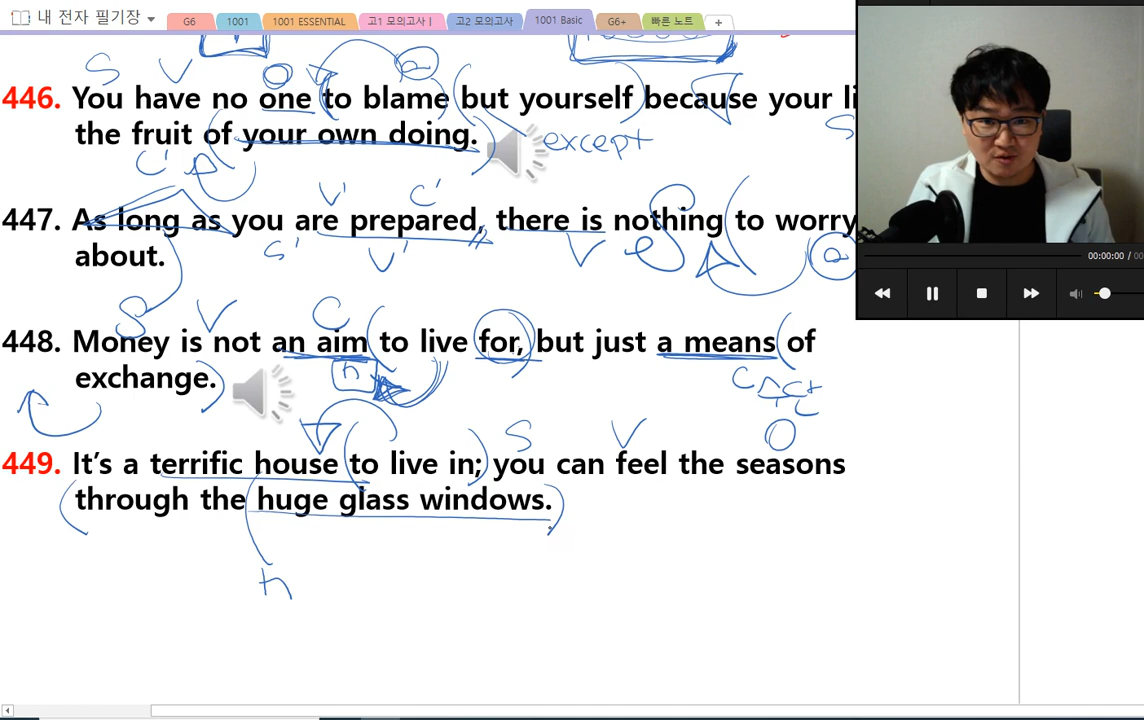 내 전자 필기장
G6
1001
1001 ESSENTIAL
고1 모의고사 I
고2 모의고사
1001 Basic
G6+
빠른 노트
+
S V O a
446. You have no one to blame but yourself because your li
S
the fruit of your own doing. except
C'
V' C'
447. As long as you are prepared, there is nothing to worry
S' V' V S a
about.
00:00:00 / 00
S V C
448. Money is not an aim to live for, but just a means of
n
exchange.
O
S V
449. It's a terrific house to live in; you can feel the seasons
through the huge glass windows.
n